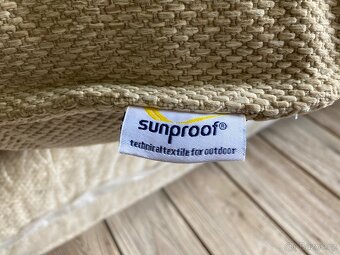 sunproof®
technical textile for outdoor